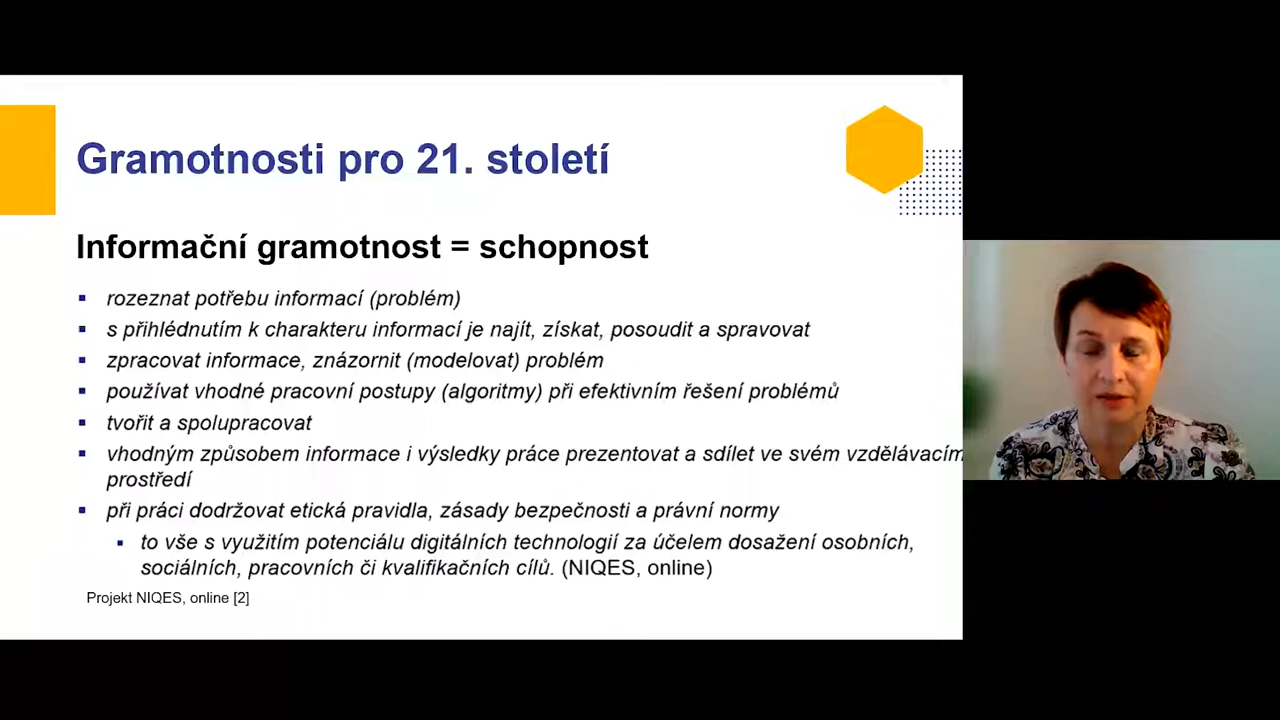 Gramotnosti pro 21. století
Informační gramotnost = schopnost
▪ rozeznat potřebu informací (problém)
▪ s přihlédnutím k charakteru informací je najít, získat, posoudit a spravovat
▪ zpracovat informace, znázornit (modelovat) problém
▪ používat vhodné pracovní postupy (algoritmy) při efektivním řešení problémů
▪ tvořit a spolupracovat
▪ vhodným způsobem informace i výsledky práce prezentovat a sdílet ve svém vzdělávacím
prostředí
▪ při práci dodržovat etická pravidla, zásady bezpečnosti a právní normy
▪ to vše s využitím potenciálu digitálních technologií za účelem dosažení osobních,
sociálních, pracovních či kvalifikačních cílů. (NIQES, online)
Projekt NIQES, online [2]